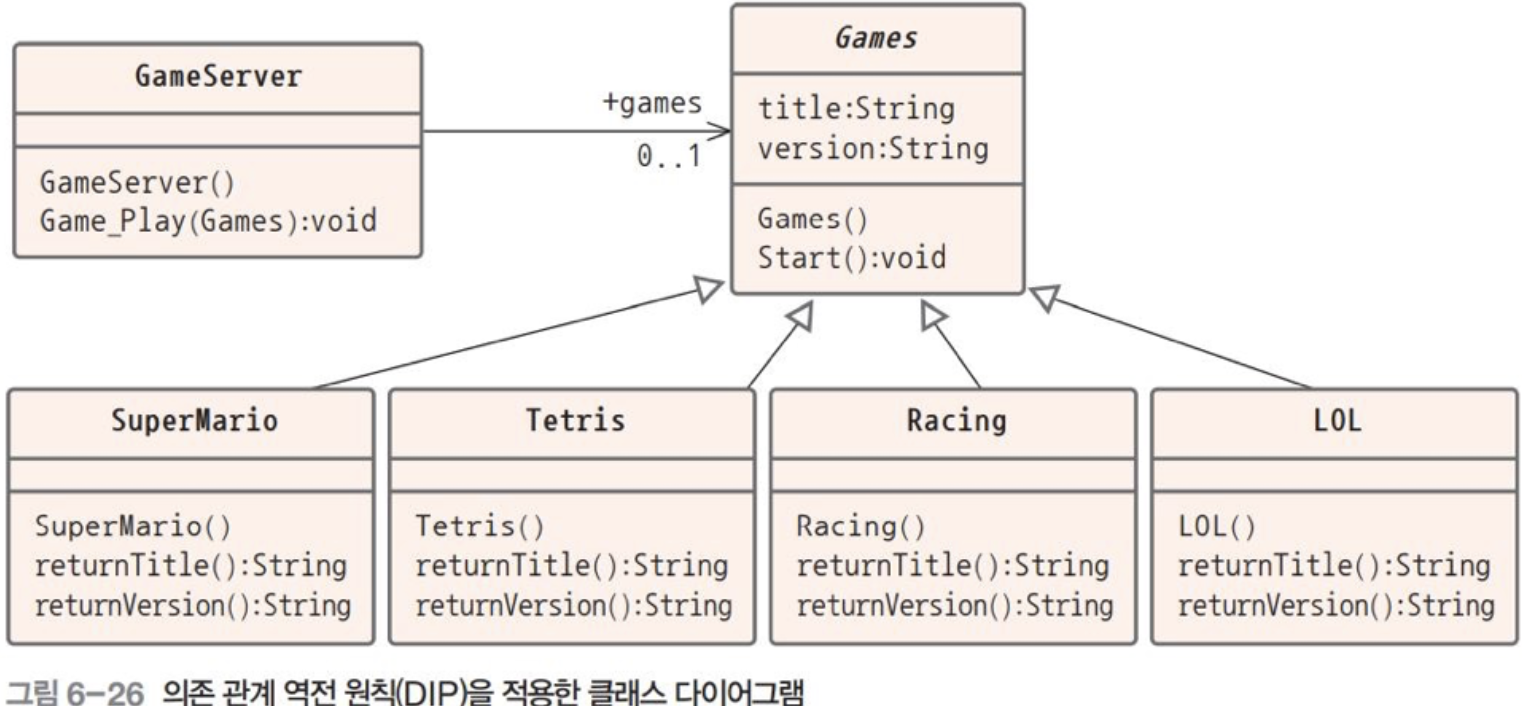 GameServer
GameServer()
Game_Play(Games):void
+games
0..1
Games
title:String
version:String
Games()
Start():void
SuperMario
SuperMario()
returnTitle():String
returnVersion():String
Tetris
Tetris()
returnTitle():String
returnVersion():String
Racing
Racing()
returnTitle():String
returnVersion():String
LOL
LOL()
returnTitle():String
returnVersion():String
그림 6-26 의존 관계 역전 원칙(DIP)을 적용한 클래스 다이어그램